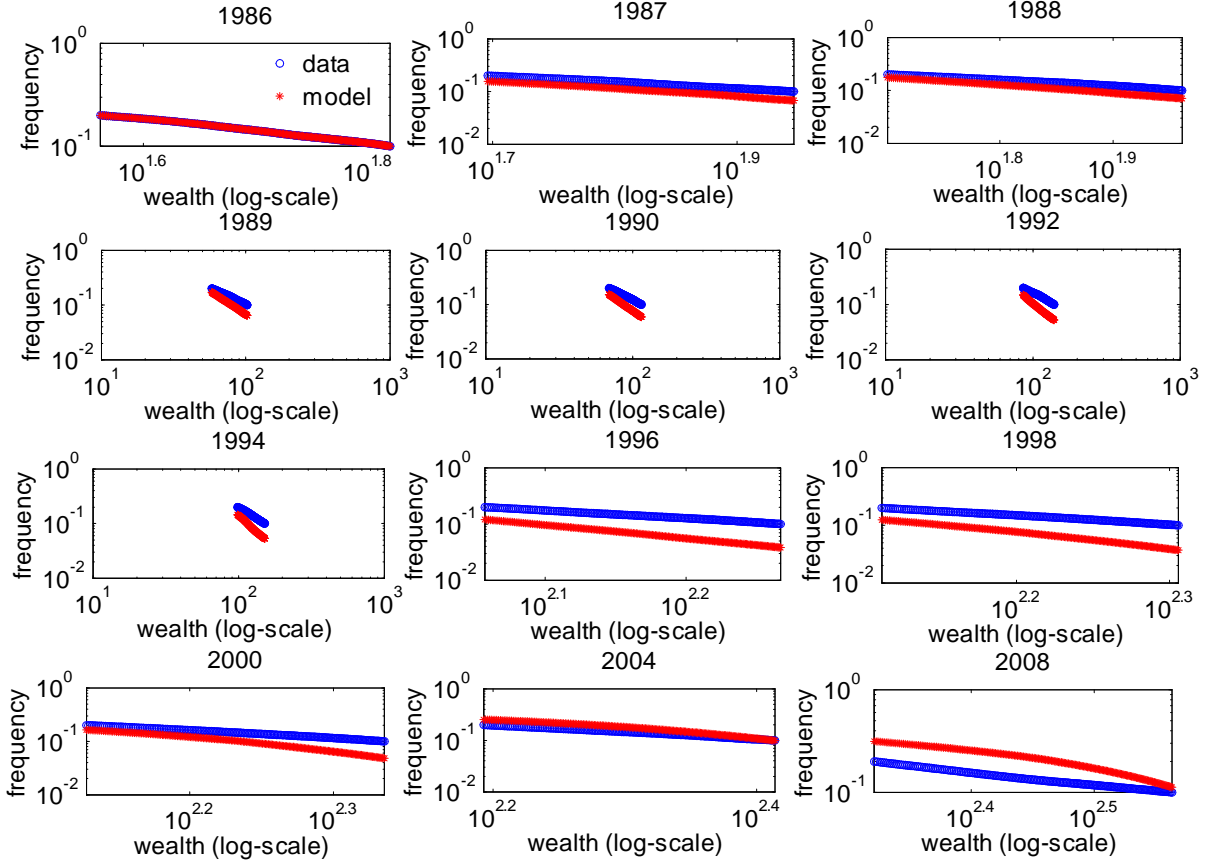 1986
10^0
frequency
data
model
10^-1
10^1.6
10^1.8
wealth (log-scale)
1987
10^0
frequency
10^-1
10^-2
10^1.7
10^1.9
wealth (log-scale)
1988
10^0
frequency
10^-1
10^-2
10^1.8
10^1.9
wealth (log-scale)
1989
10^0
frequency
10^-1
10^-2
10^1
10^2
10^3
wealth (log-scale)
1990
10^0
frequency
10^-1
10^-2
10^1
10^2
10^3
wealth (log-scale)
1992
10^0
frequency
10^-1
10^-2
10^1
10^2
10^3
wealth (log-scale)
1994
10^0
frequency
10^-1
10^-2
10^1
10^2
10^3
wealth (log-scale)
1996
10^0
frequency
10^-1
10^-2
10^2.1
10^2.2
wealth (log-scale)
1998
10^0
frequency
10^-1
10^-2
10^2.2
10^2.3
wealth (log-scale)
2000
10^0
frequency
10^-1
10^-2
10^2.2
10^2.3
wealth (log-scale)
2004
10^0
frequency
10^-1
10^-2
10^2.2
10^2.4
wealth (log-scale)
2008
10^0
frequency
10^-1
10^2.4
10^2.5
wealth (log-scale)